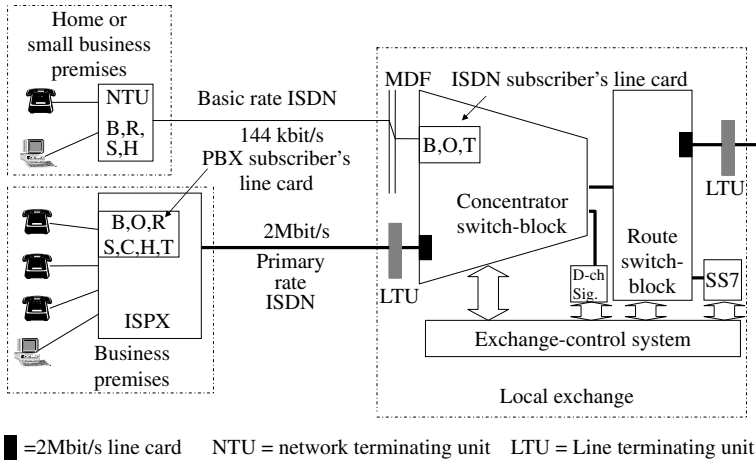 Home or
small business
premises
NTU
B,R,
S,H
Basic rate ISDN
144 kbit/s
PBX subscriber's
line card
MDF
ISDN subscriber's line card
B,O,T
Concentrator
switch-block
LTU
Route
switch-
block
D-ch
Sig.
SS7
B,O,R
S,C,H,T
ISPX
2Mbit/s
Primary
rate
ISDN
LTU
Business
premises
Exchange-control system
Local exchange
=2Mbit/s line card NTU = network terminating unit LTU = Line terminating unit